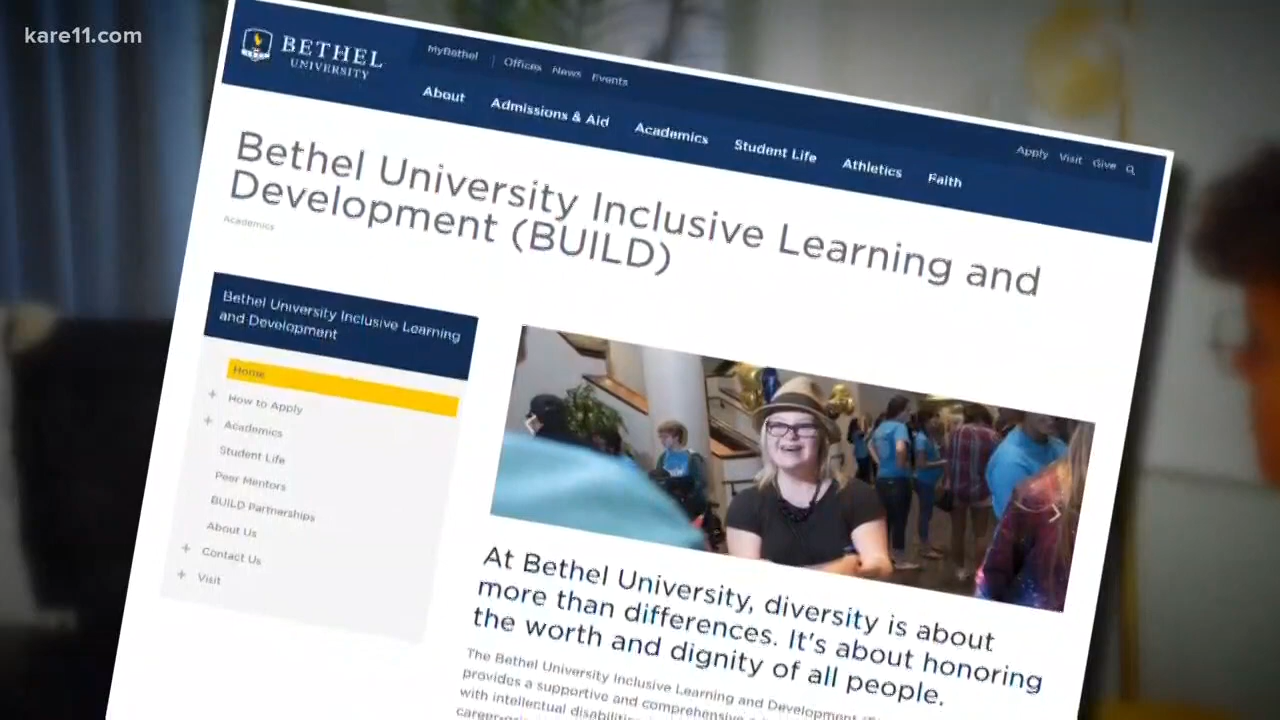 kare11.com
BETHEL
UNIVERSITY
MyBethel
Offices News Events
About Admissions & Aid Academics Student Life Athletics Faith
Apply Visit Give
Bethel University Inclusive Learning and
Development (BUILD)
Academics
Bethel University Inclusive Learning
and Development
Home
+ How to Apply
+ Academics
Student Life
Peer Mentors
BUILD Partnerships
About Us
+ Contact Us
+ Visit
At Bethel University, diversity is about
more than differences. It's about honoring
the worth and dignity of all people.
The Bethel University Inclusive Learning and Development
provides a supportive and comprehensive
with intellectual